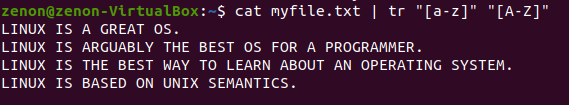 zenon@zenon-VirtualBox:~$ cat myfile.txt | tr "[a-z]" "[A-Z]"
LINUX IS A GREAT OS.
LINUX IS ARGUABLY THE BEST OS FOR A PROGRAMMER.
LINUX IS THE BEST WAY TO LEARN ABOUT AN OPERATING SYSTEM.
LINUX IS BASED ON UNIX SEMANTICS.